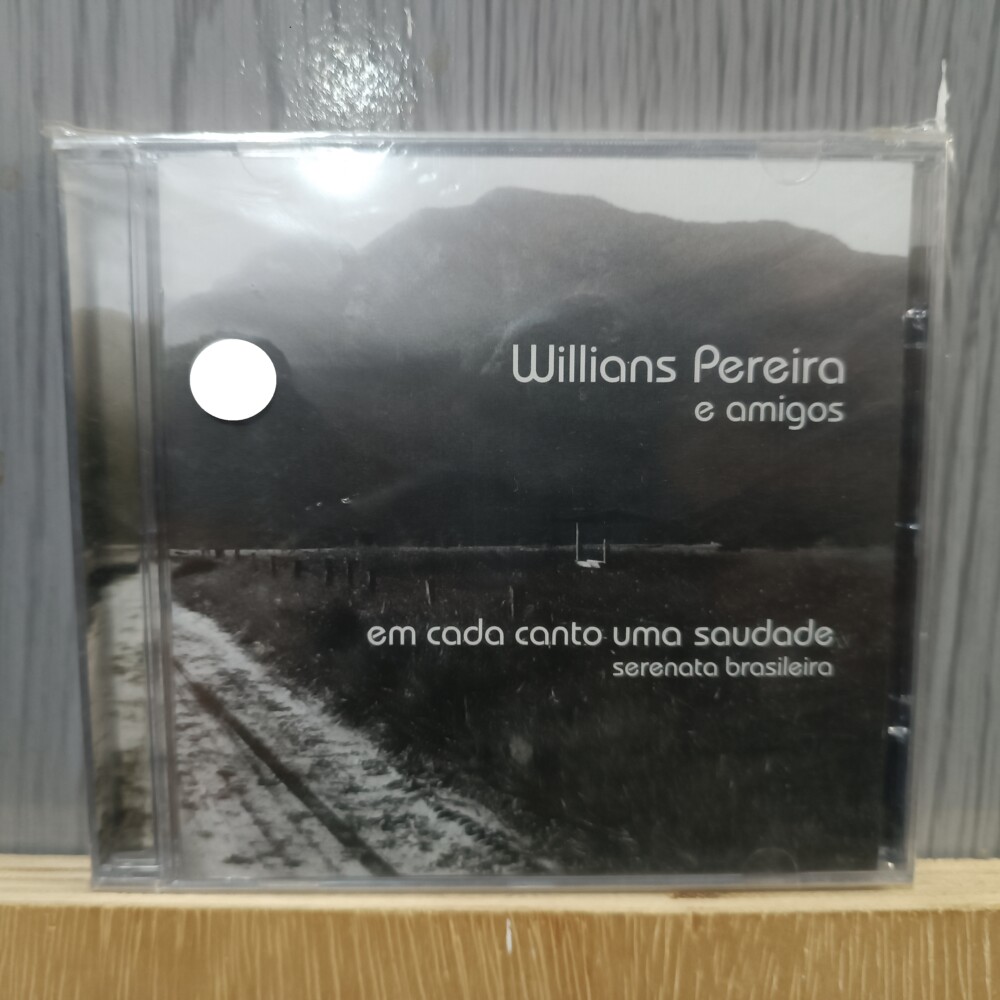 Willians Pereira
e amigos
em cada canto uma saudade
serenata brasileira